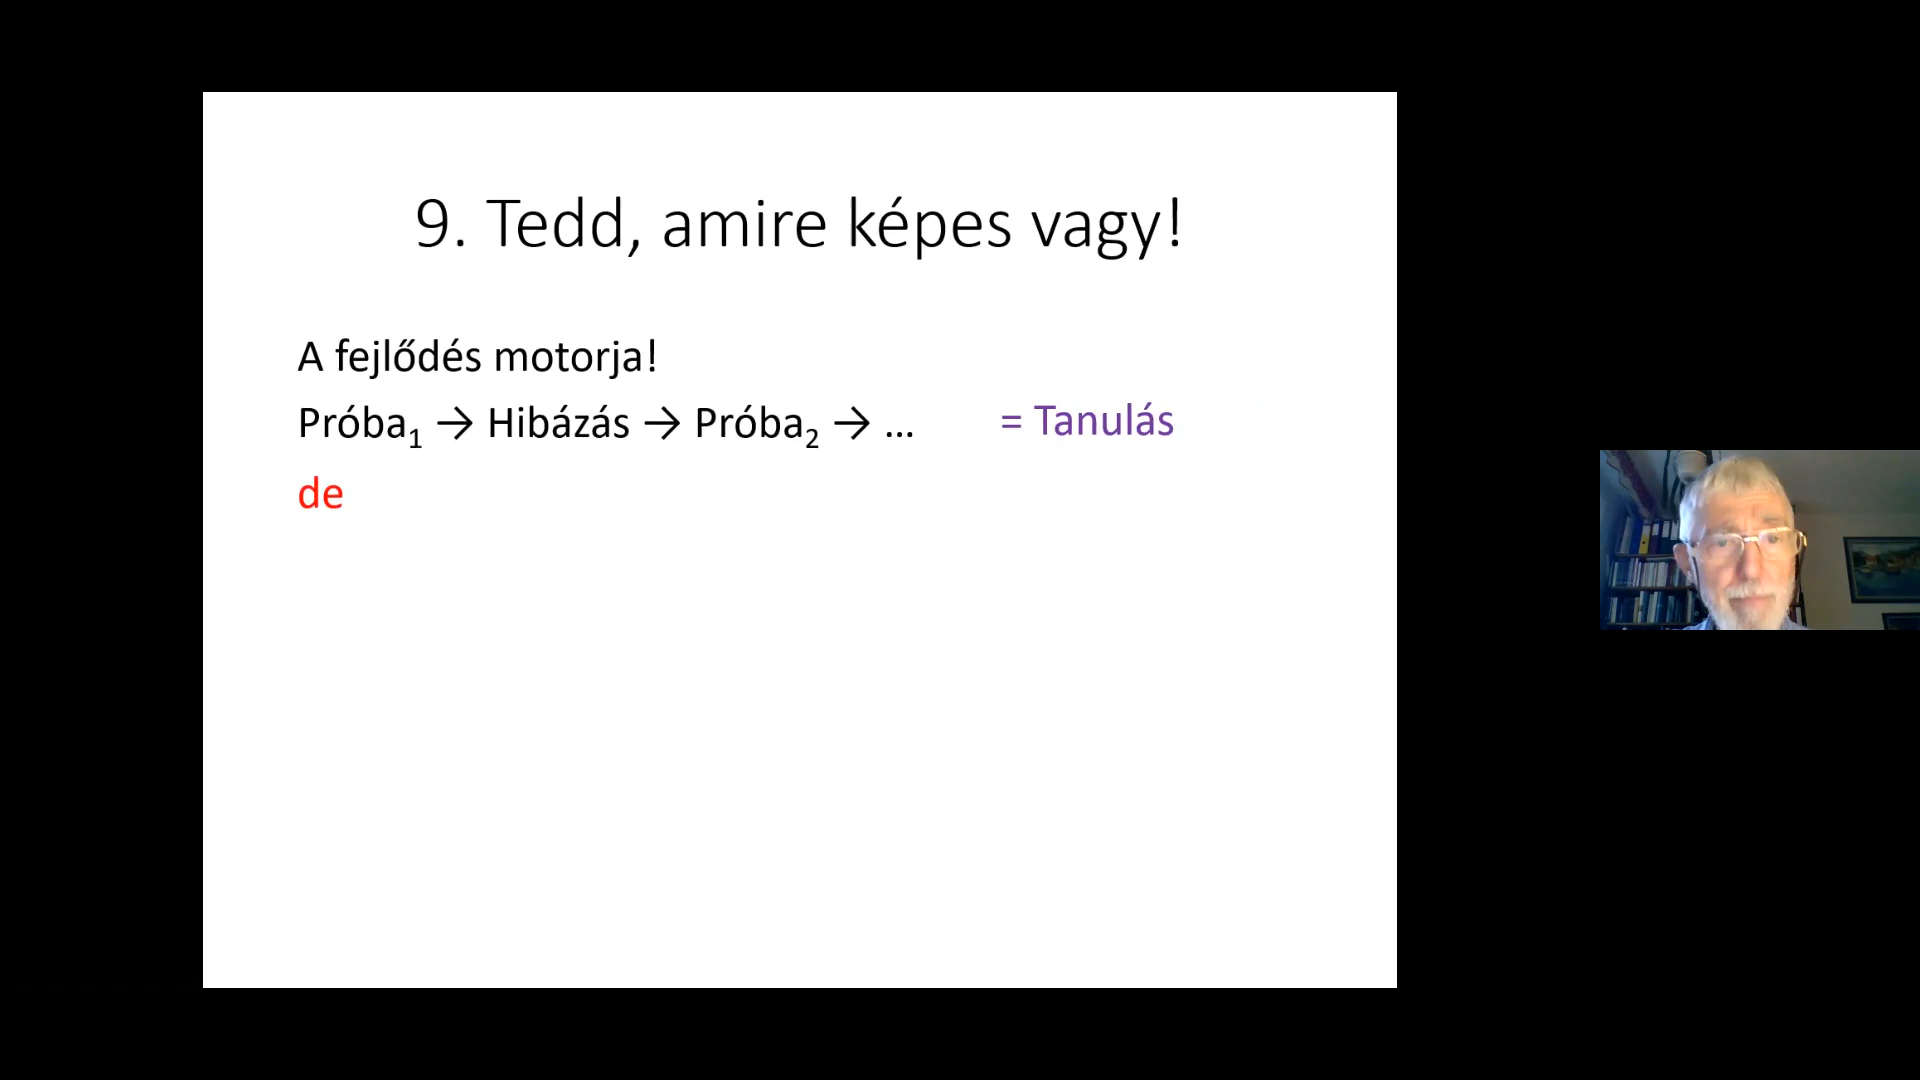 9. Tedd, amire képes vagy!
A fejlődés motorja!
Próba₁ → Hibázás → Próba₂ → ... = Tanulás
de